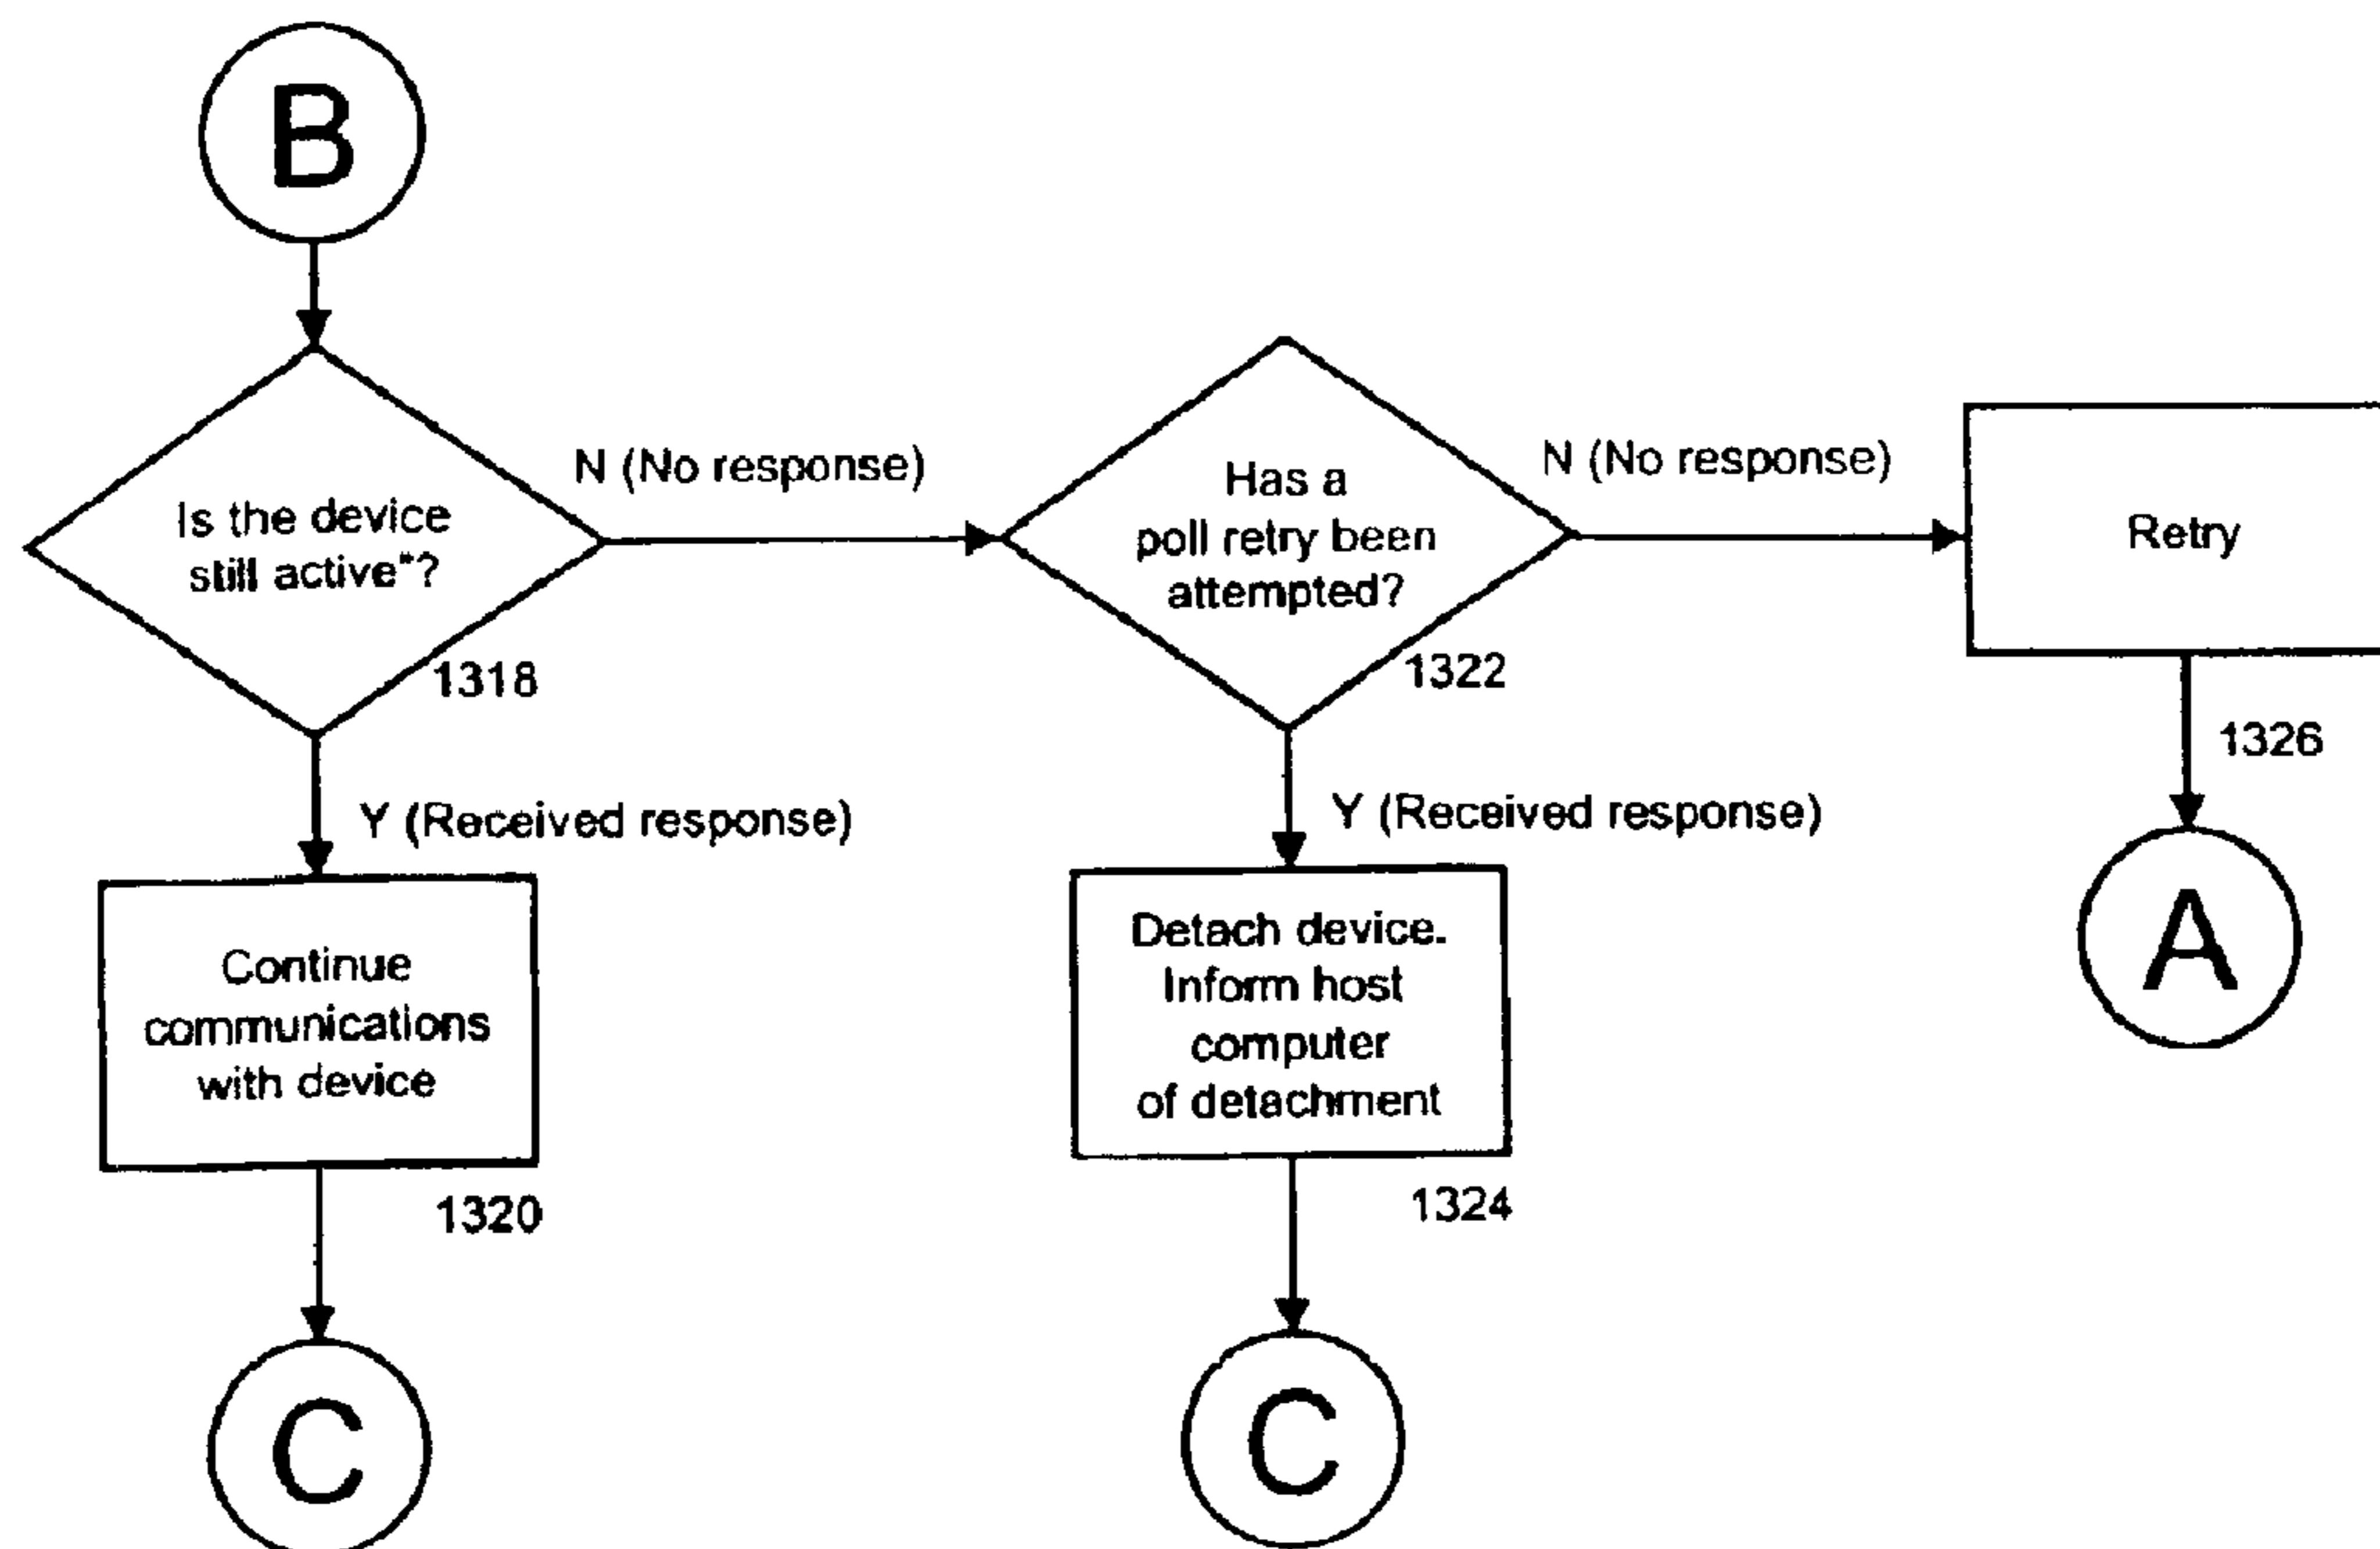 B
Is the device
still active*?
1318
N (No response)
Has a
poll retry been
attempted?
1322
N (No response)
Retry
1326
A
Y (Received response)
Continue
communications
with device
1320
C
Y (Received response)
Detach device.
Inform host
computer
of detachment
1324
C